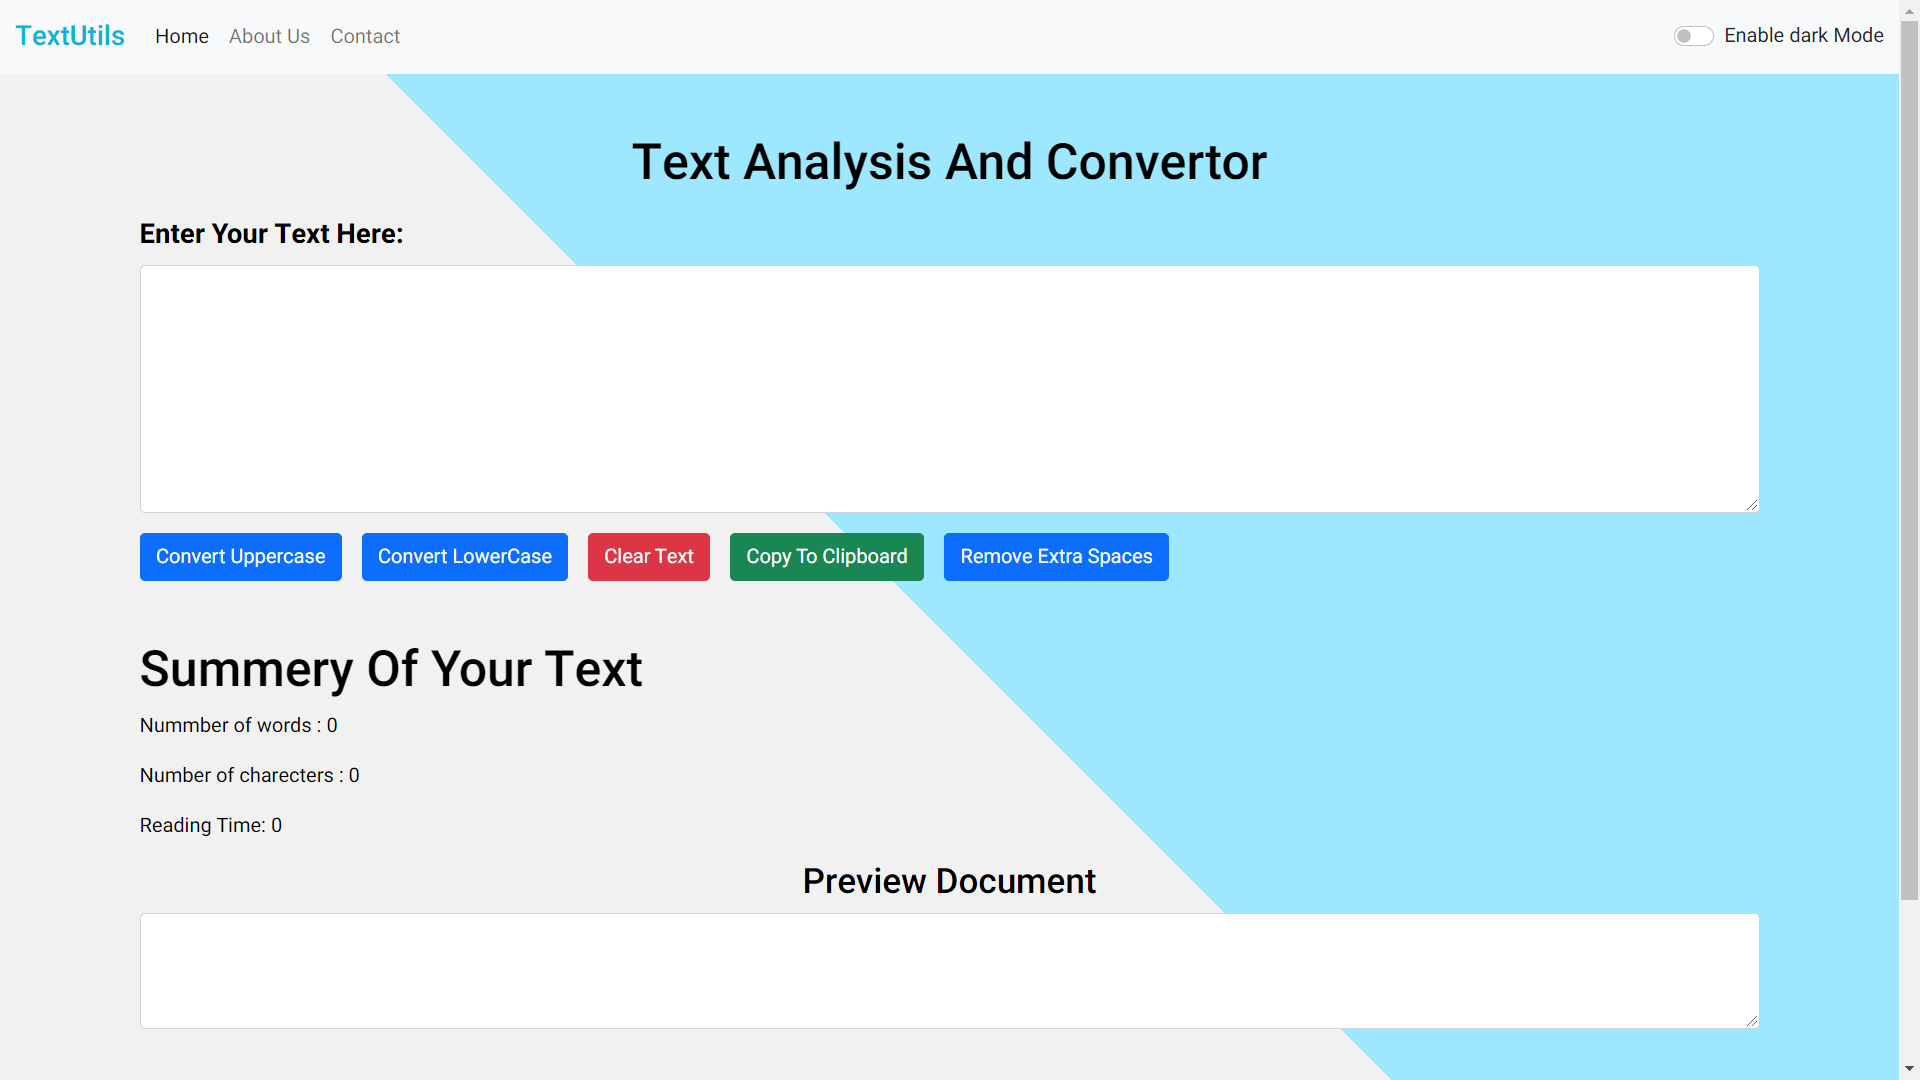 TextUtils Home About Us Contact Enable dark Mode
Text Analysis And Convertor
Enter Your Text Here:
Convert Uppercase Convert LowerCase Clear Text Copy To Clipboard Remove Extra Spaces
Summery Of Your Text
Nummber of words : 0
Number of charecters : 0
Reading Time: 0
Preview Document